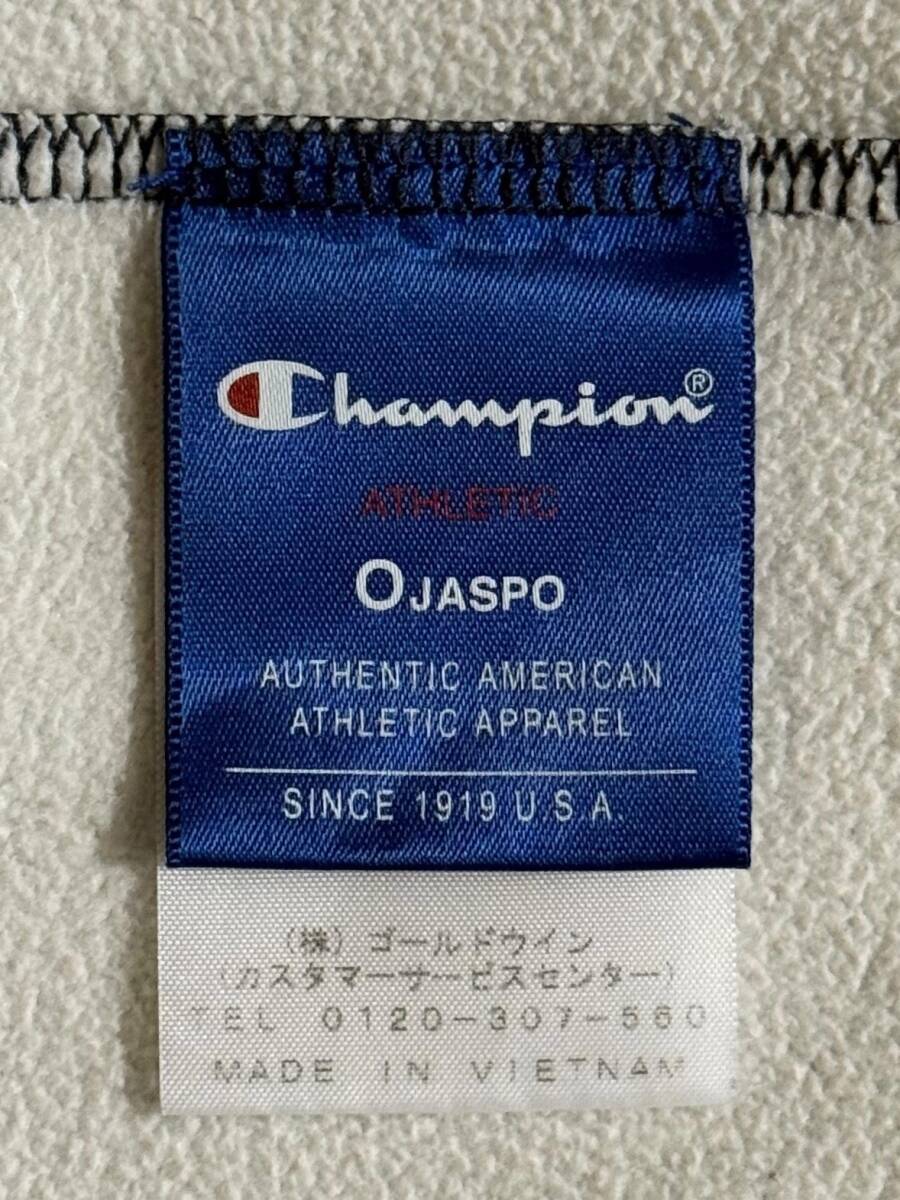 Champion®
ATHLETIC
O JASPO
AUTHENTIC AMERICAN
ATHLETIC APPAREL
SINCE 1919 U S A.
(株) ゴールドウイン
(カスタマーサービスセンター)
TEL 0120-307-560
MADE IN VIETNAM